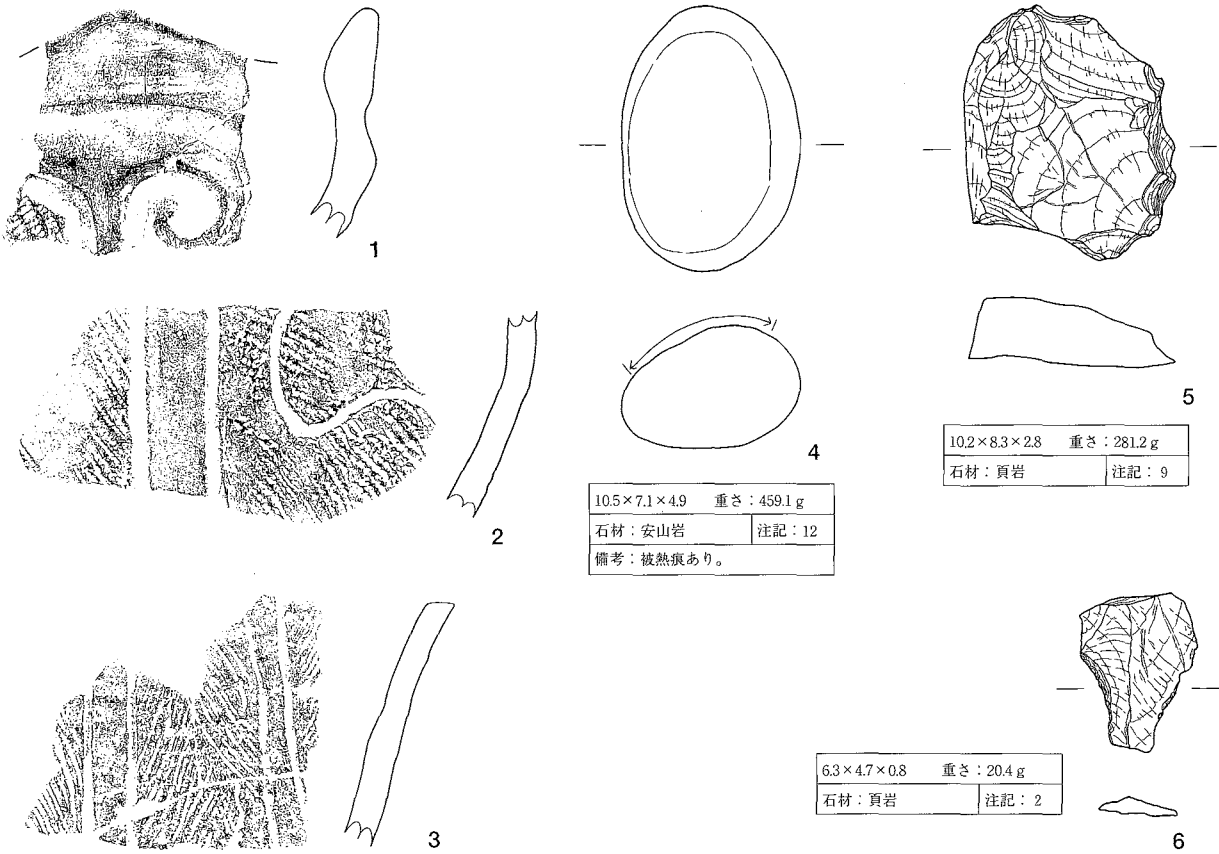 1
2
3
4
10.5×7.1×4.9 重さ:459.1 g
石材:安山岩 注記:12
備考:被熱痕あり。
5
10.2×8.3×2.8 重さ:281.2 g
石材:頁岩 注記:9
6.3×4.7×0.8 重さ:20.4 g
石材:頁岩 注記:2
6